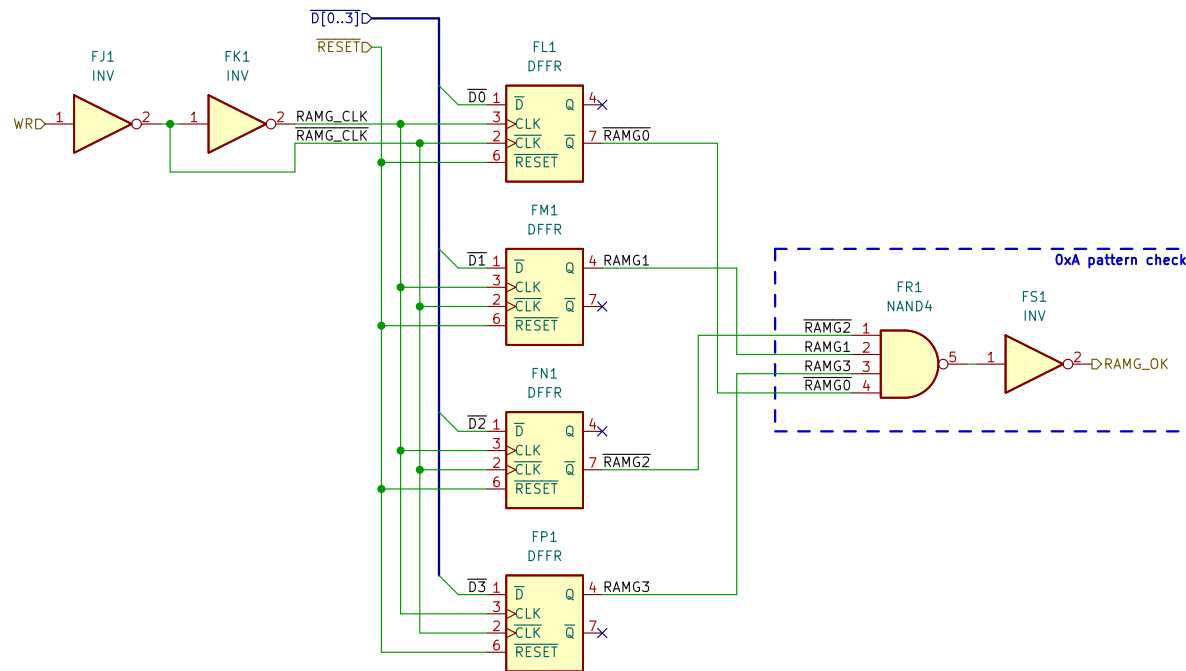 D[0..3]
RESET
FJ1
INV
FK1
INV
WR
1
2
1
2
RAMG_CLK
RAMG_CLK
FL1
DFFR
D0
1
D
Q
4
3
CLK
2
CLK
Q
7
RAMG0
6
RESET
FM1
DFFR
D1
1
D
Q
4
RAMG1
3
CLK
2
CLK
Q
7
6
RESET
FN1
DFFR
D2
1
D
Q
4
3
CLK
2
CLK
Q
7
RAMG2
6
RESET
FP1
DFFR
D3
1
D
Q
4
RAMG3
3
CLK
2
CLK
Q
7
6
RESET
0xA pattern check
FR1
NAND4
RAMG2
1
RAMG1
2
RAMG3
3
RAMG0
4
5
FS1
INV
1
2
RAMG_OK